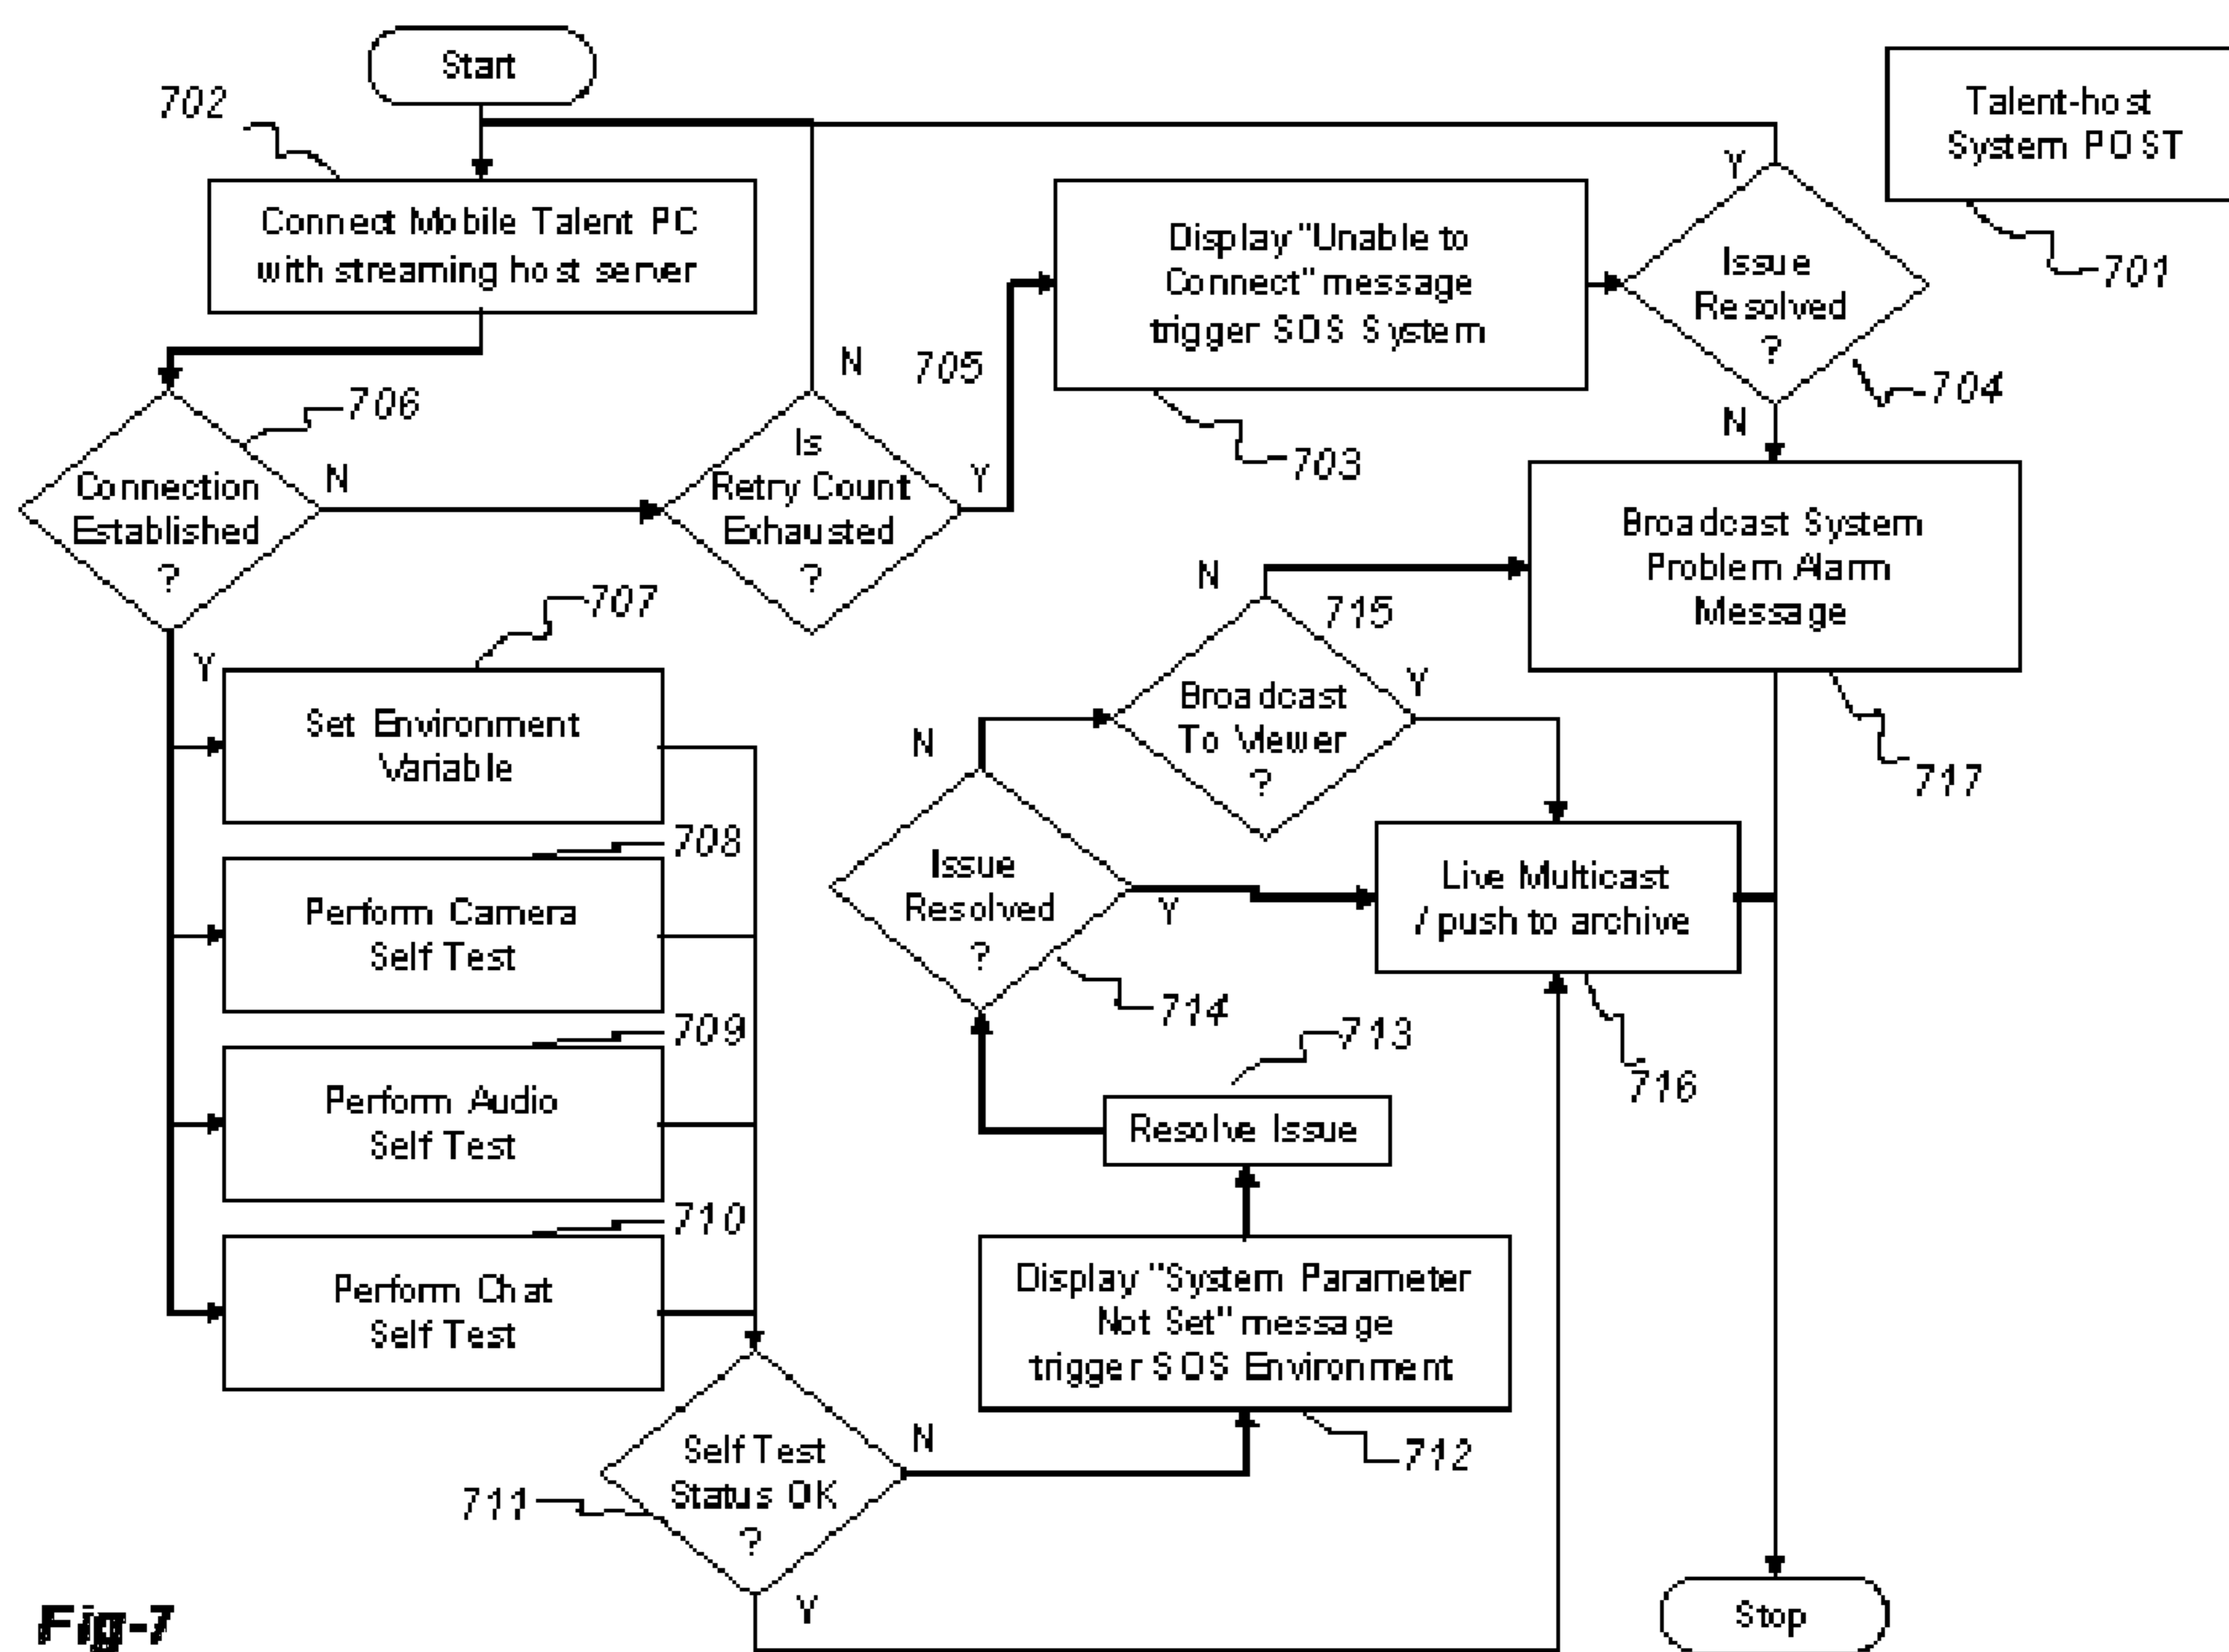 Start
702
Talent-host
System POST
701
Connect Mobile Talent PC
with streaming host server
Display "Unable to
Connect" message
trigger SOS System
703
Y
Issue
Resolved
?
704
N
706
Connection
Established
?
N
Y
N
705
Is
Retry Count
Exhausted
?
Y
Broadcast System
Problem Alarm
Message
717
707
Set Environment
Variable
708
Perform Camera
Self Test
709
Perform Audio
Self Test
710
Perform Chat
Self Test
N
715
Broadcast
To Viewer
?
Y
N
Issue
Resolved
?
Y
714
Live Multicast
/ push to archive
716
713
Resolve Issue
Display "System Parameter
Not Set" message
trigger SOS Environment
712
Self Test
Status OK
?
N
711
Y
Stop
Fig-7